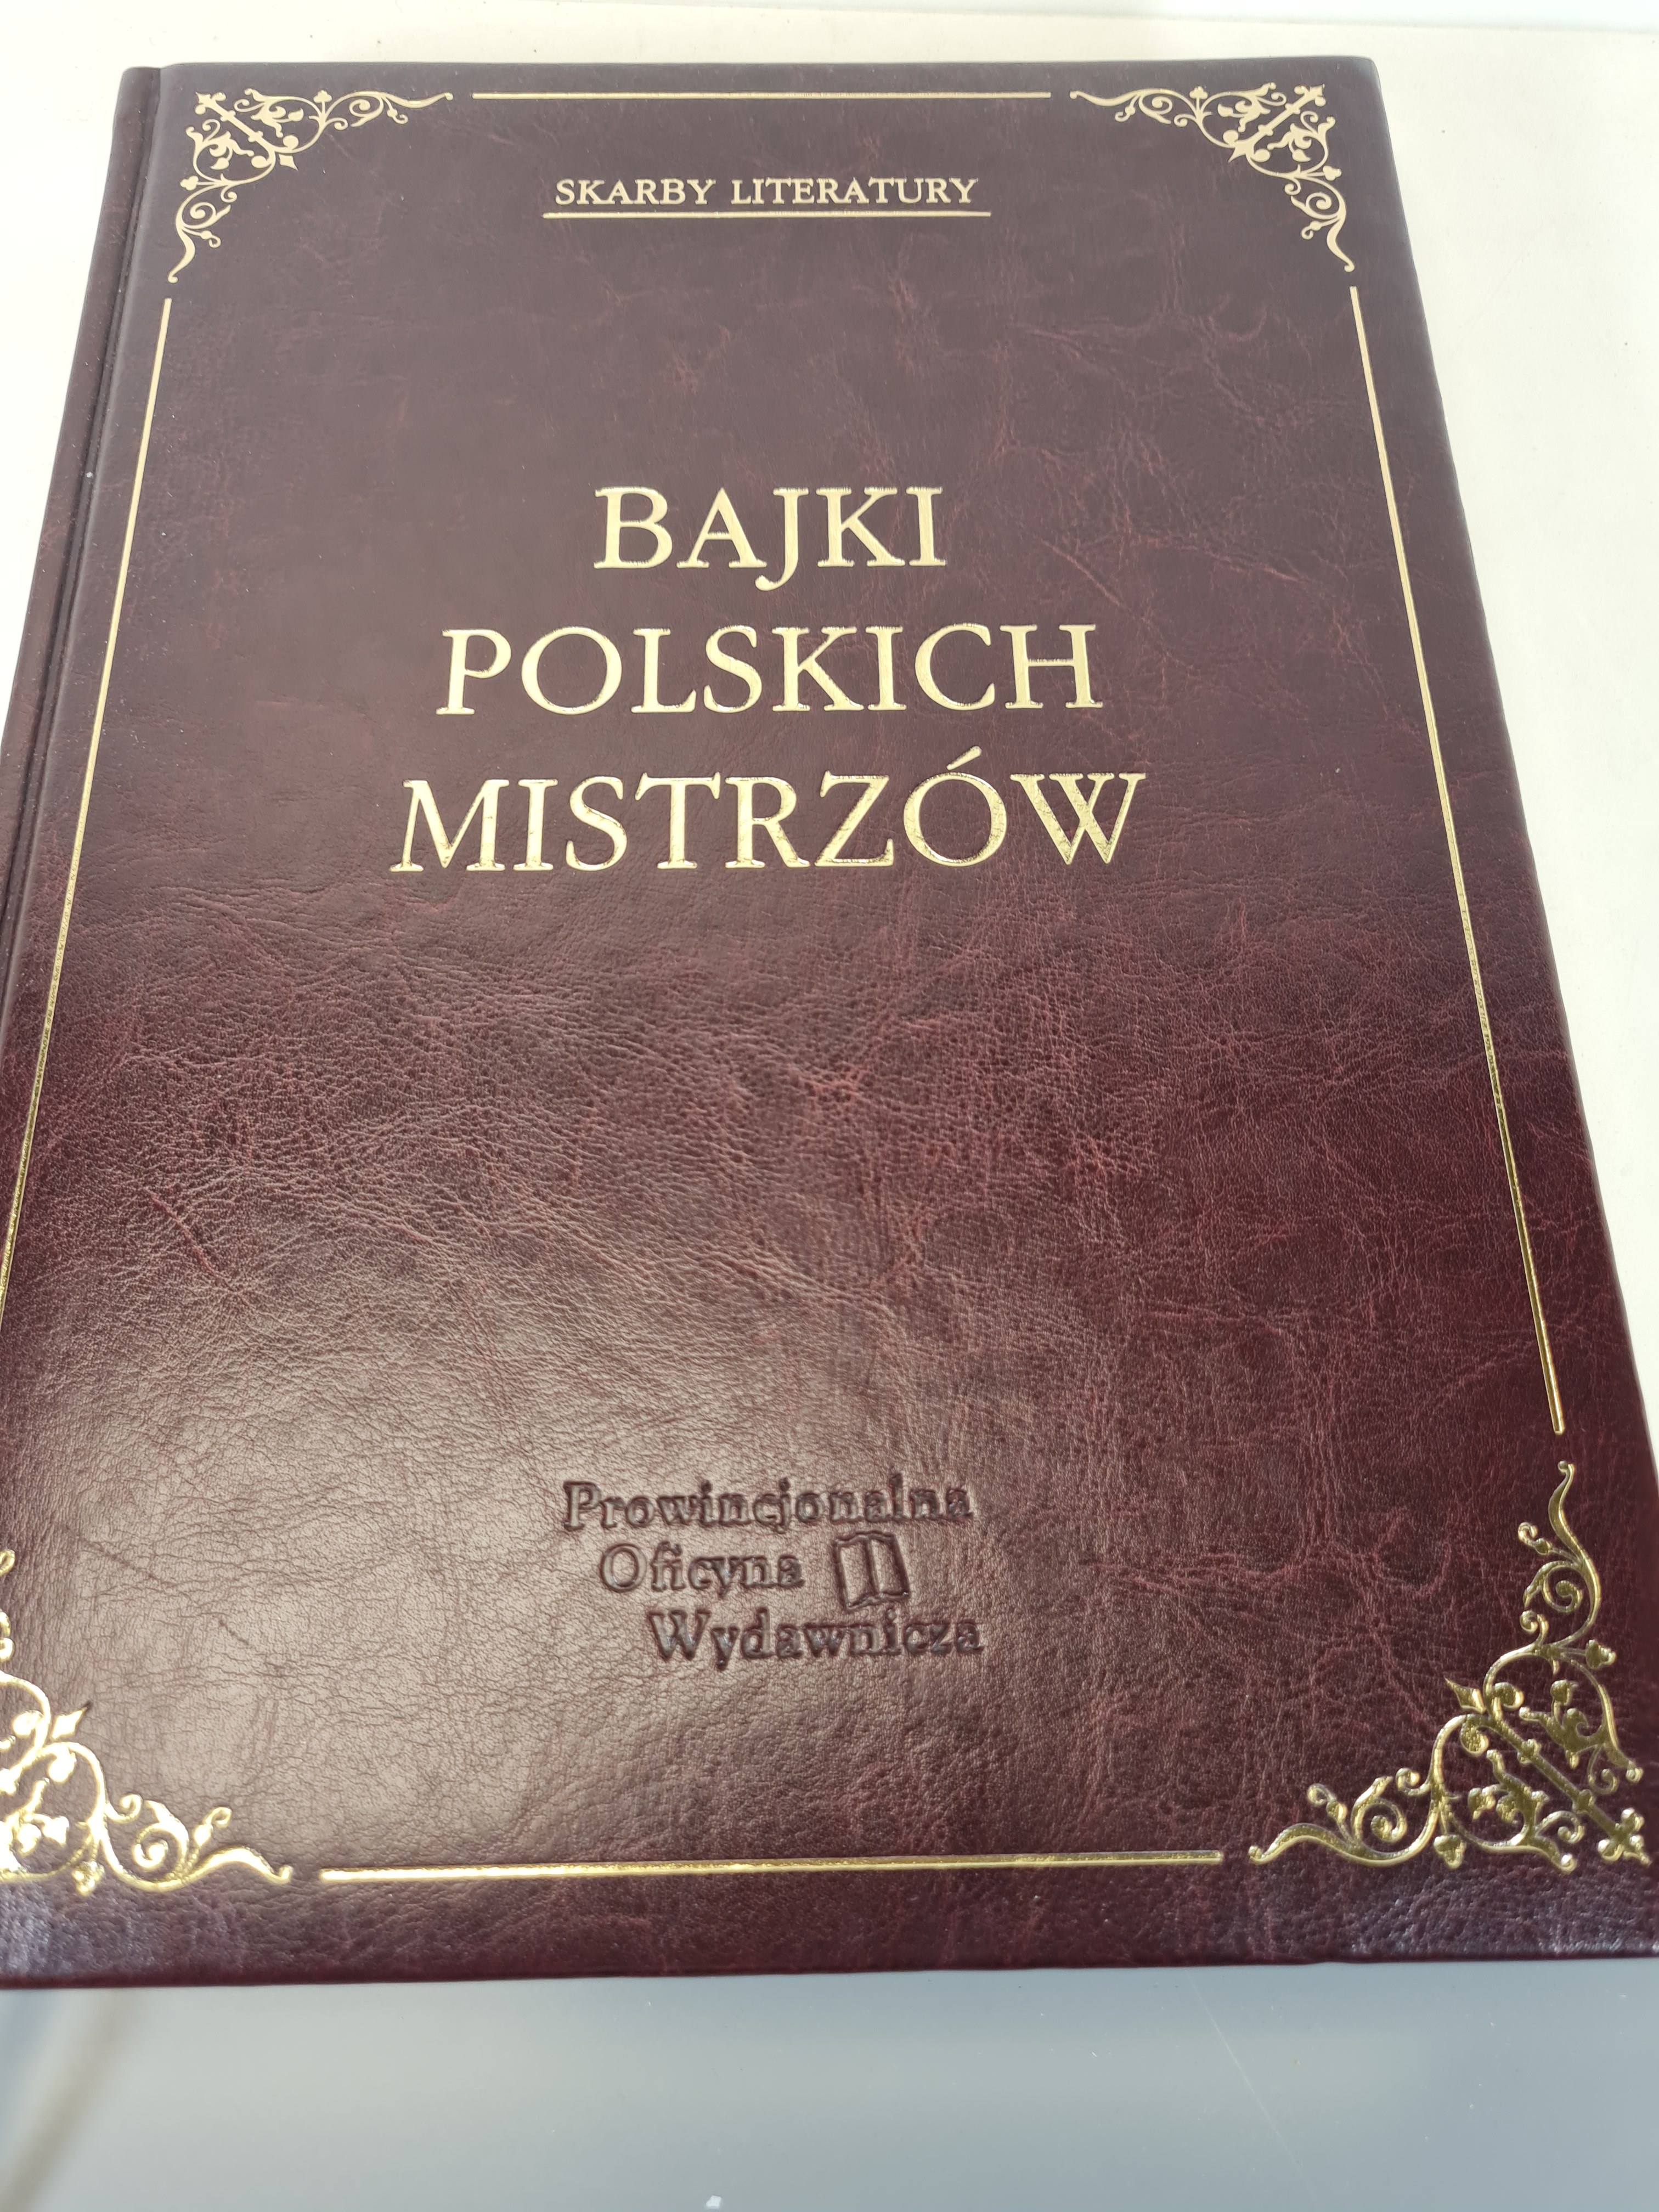 SKARBY LITERATURY
BAJKI
POLSKICH
MISTRZÓW
Prowincjonalna
Oficyna
Wydawnicza